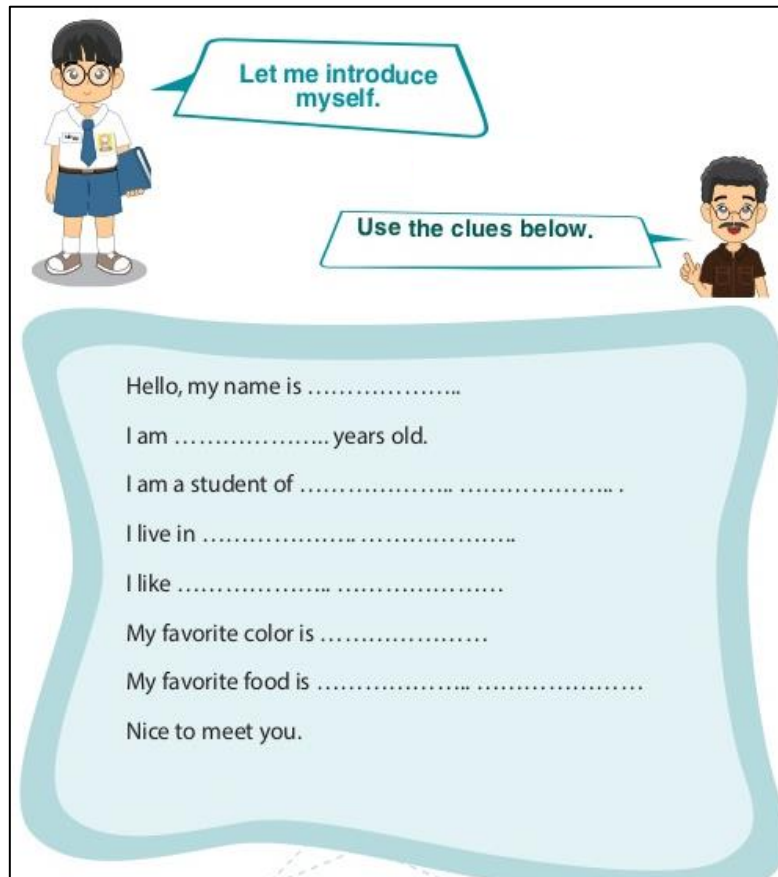 Let me introduce
myself.
Use the clues below.
Hello, my name is ………………..
I am ……………….. years old.
I am a student of ……………….. ……………….. .
I live in ……………….. ………………..
I like ……………….. …………………
My favorite color is …………………
My favorite food is ……………….. …………………
Nice to meet you.